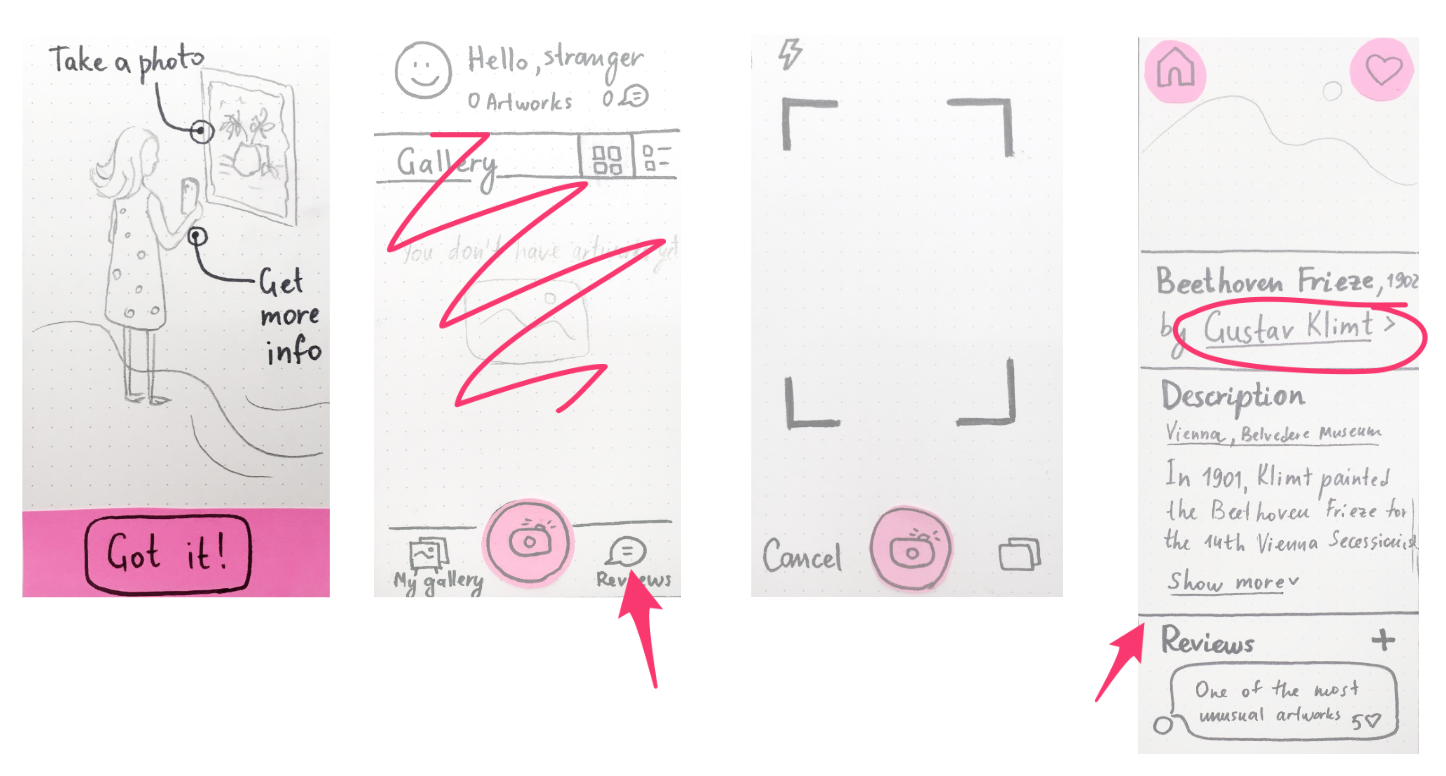 Take a photo
Get
more
info
Got it!
Hello, stranger
0 Artworks 0
Gallery
You don't have artworks yet
My gallery
Reviews
Cancel
Beethoven Frieze, 1902
by Gustav Klimt >
Description
Vienna, Belvedere Museum
In 1901, Klimt painted
the Beethoven Frieze for
the 14th Vienna Secessionist
Show more
Reviews +
One of the most
unusual artworks 5